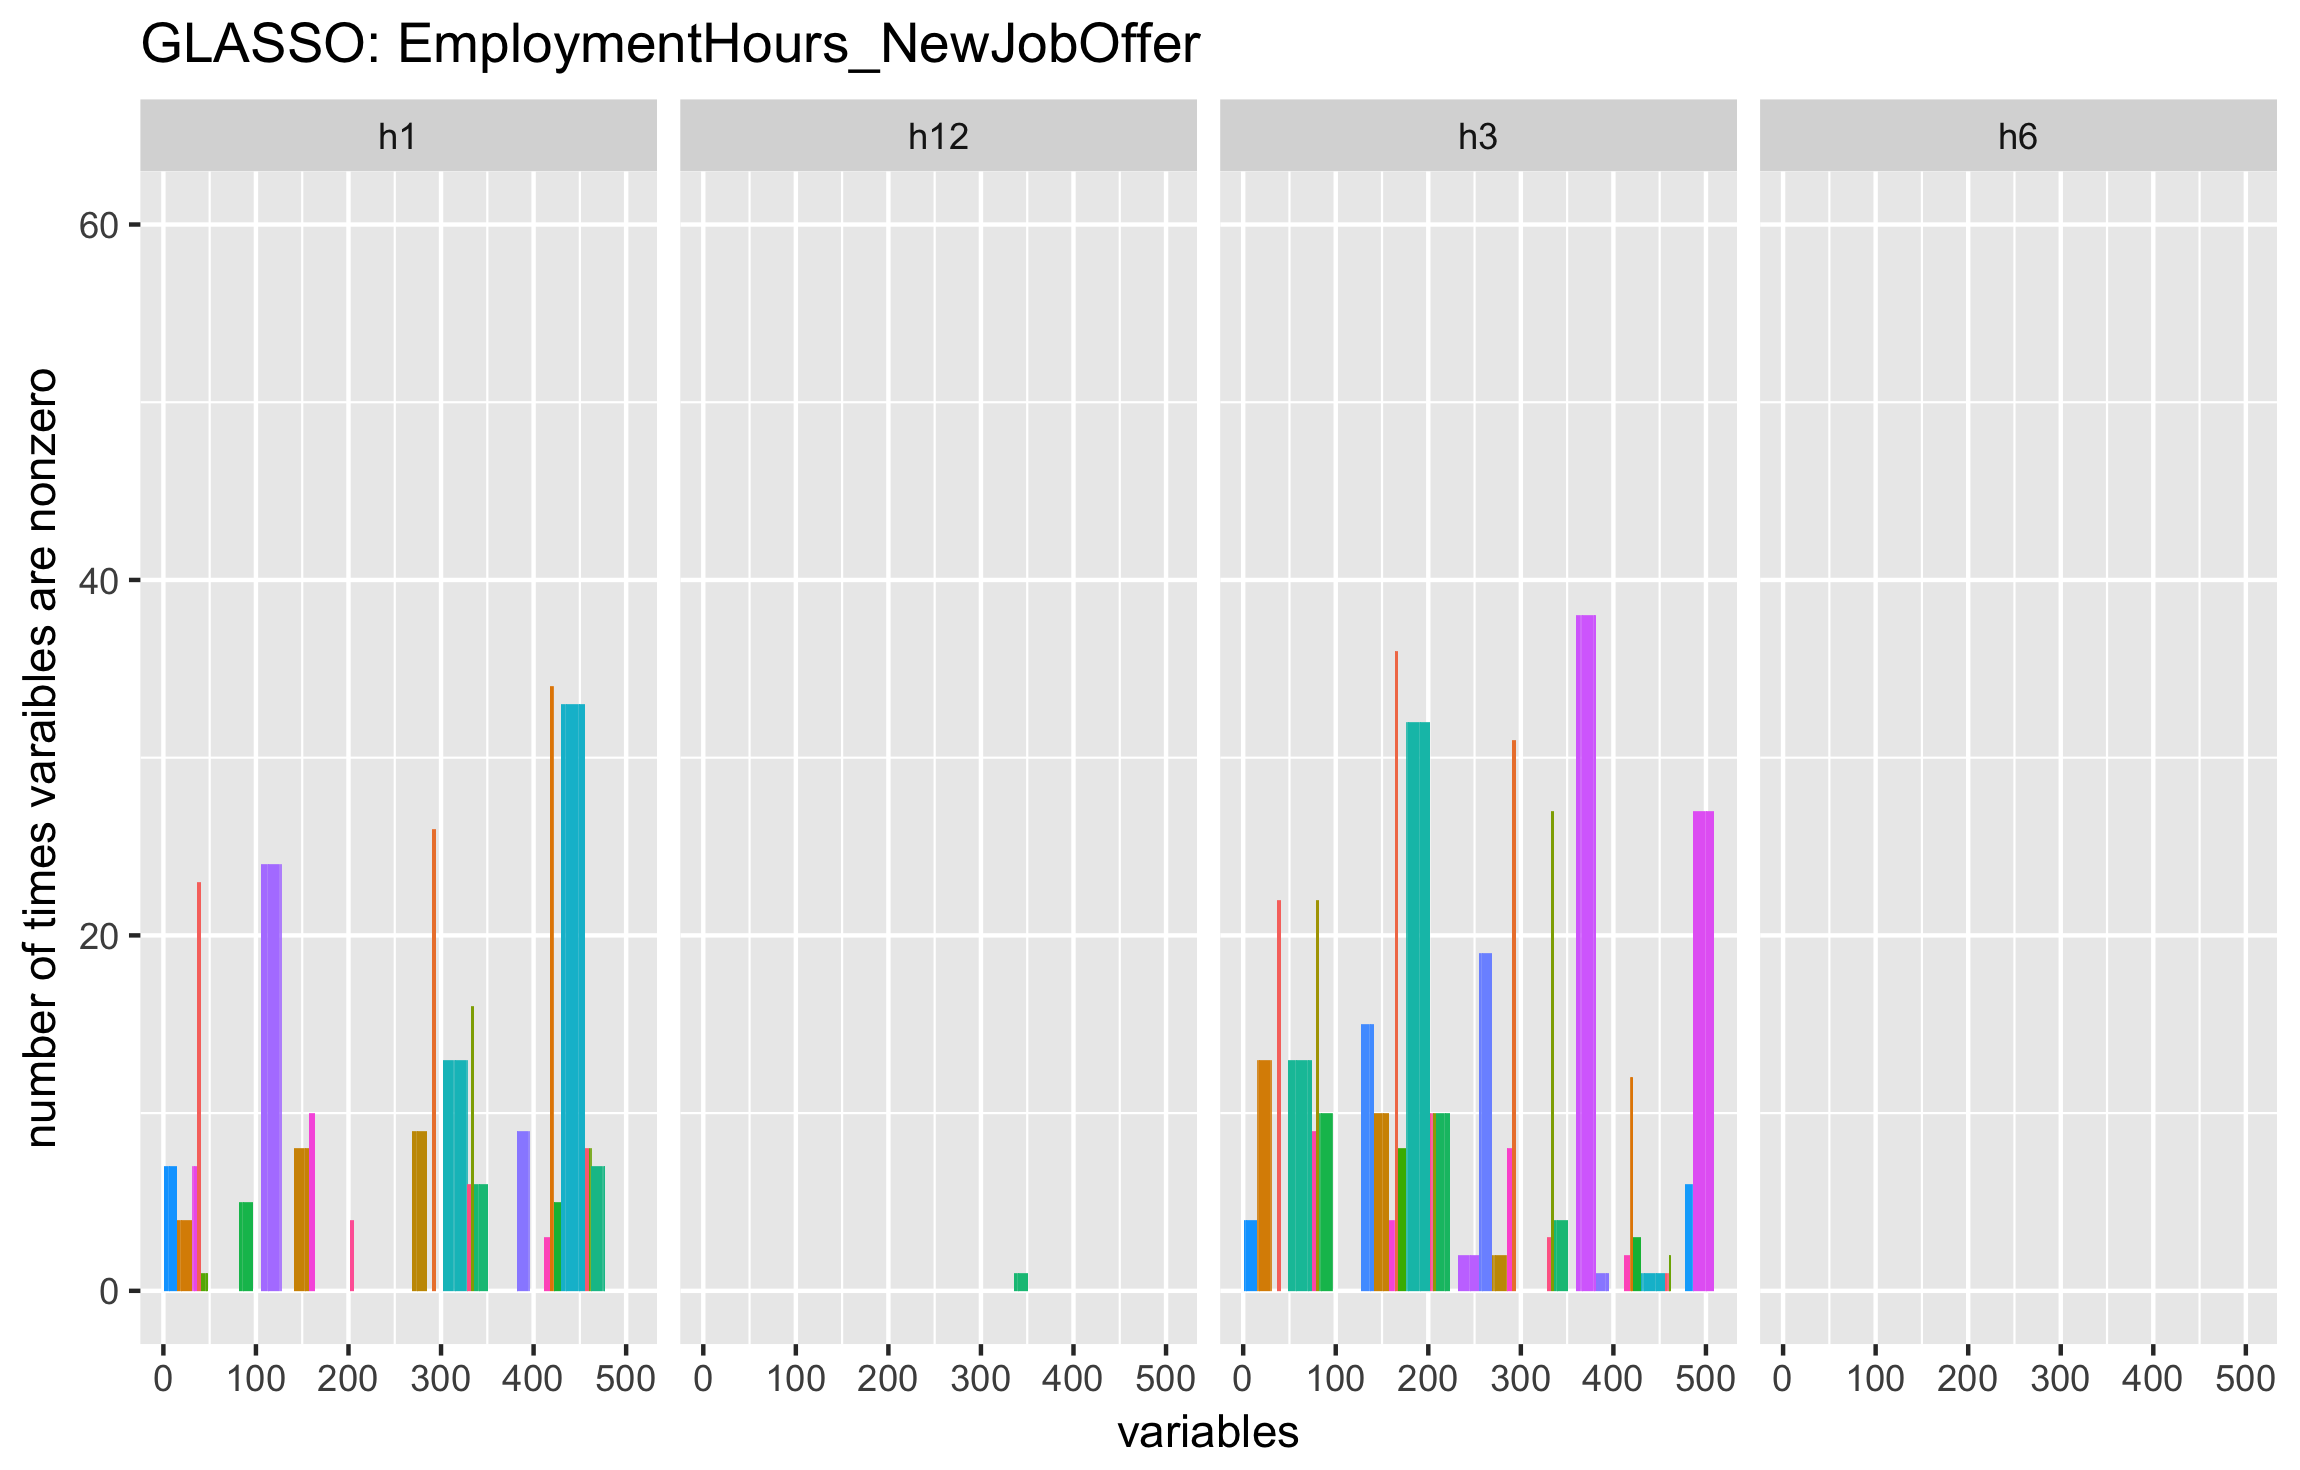 GLASSO: EmploymentHours_NewJobOffer
h1 h12 h3 h6
60
40
20
0
number of times varaibles are nonzero
0 100 200 300 400 500 0 100 200 300 400 500 0 100 200 300 400 500 0 100 200 300 400 500
variables